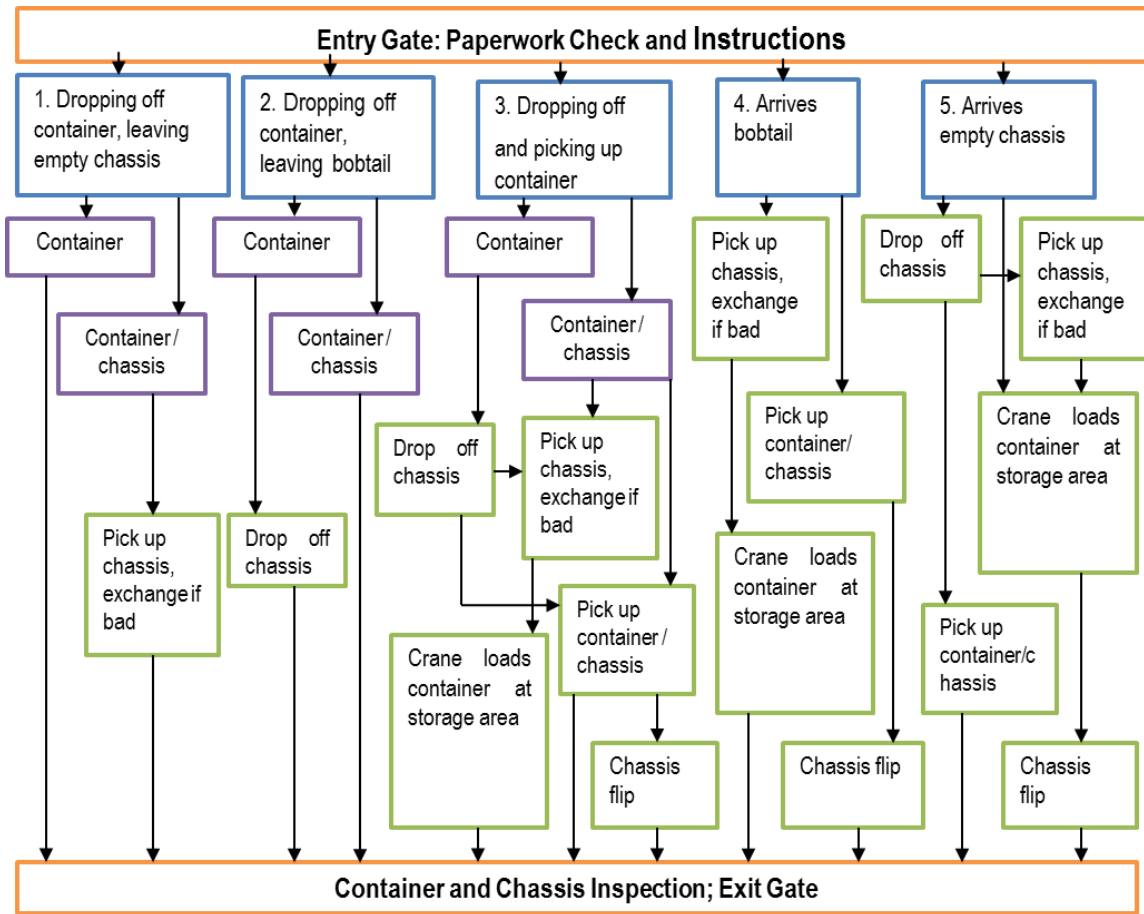 Entry Gate: Paperwork Check and Instructions
1. Dropping off
container, leaving
empty chassis
2. Dropping off
container,
leaving bobtail
3. Dropping off
and picking up
container
4. Arrives
bobtail
5. Arrives
empty chassis
Container
Container /
chassis
Pick up
chassis,
exchange if
bad
Container
Container /
chassis
Drop off
chassis
Container
Container /
chassis
Drop off
chassis
Pick up
chassis,
exchange if
bad
Crane loads
container at
storage area
Pick up
container /
chassis
Chassis
flip
Pick up
chassis,
exchange
if bad
Pick up
container/
chassis
Crane loads
container at
storage area
Chassis flip
Drop off
chassis
Pick up
chassis,
exchange
if bad
Crane loads
container at
storage area
Pick up
container/c
hassis
Chassis
flip
Container and Chassis Inspection; Exit Gate